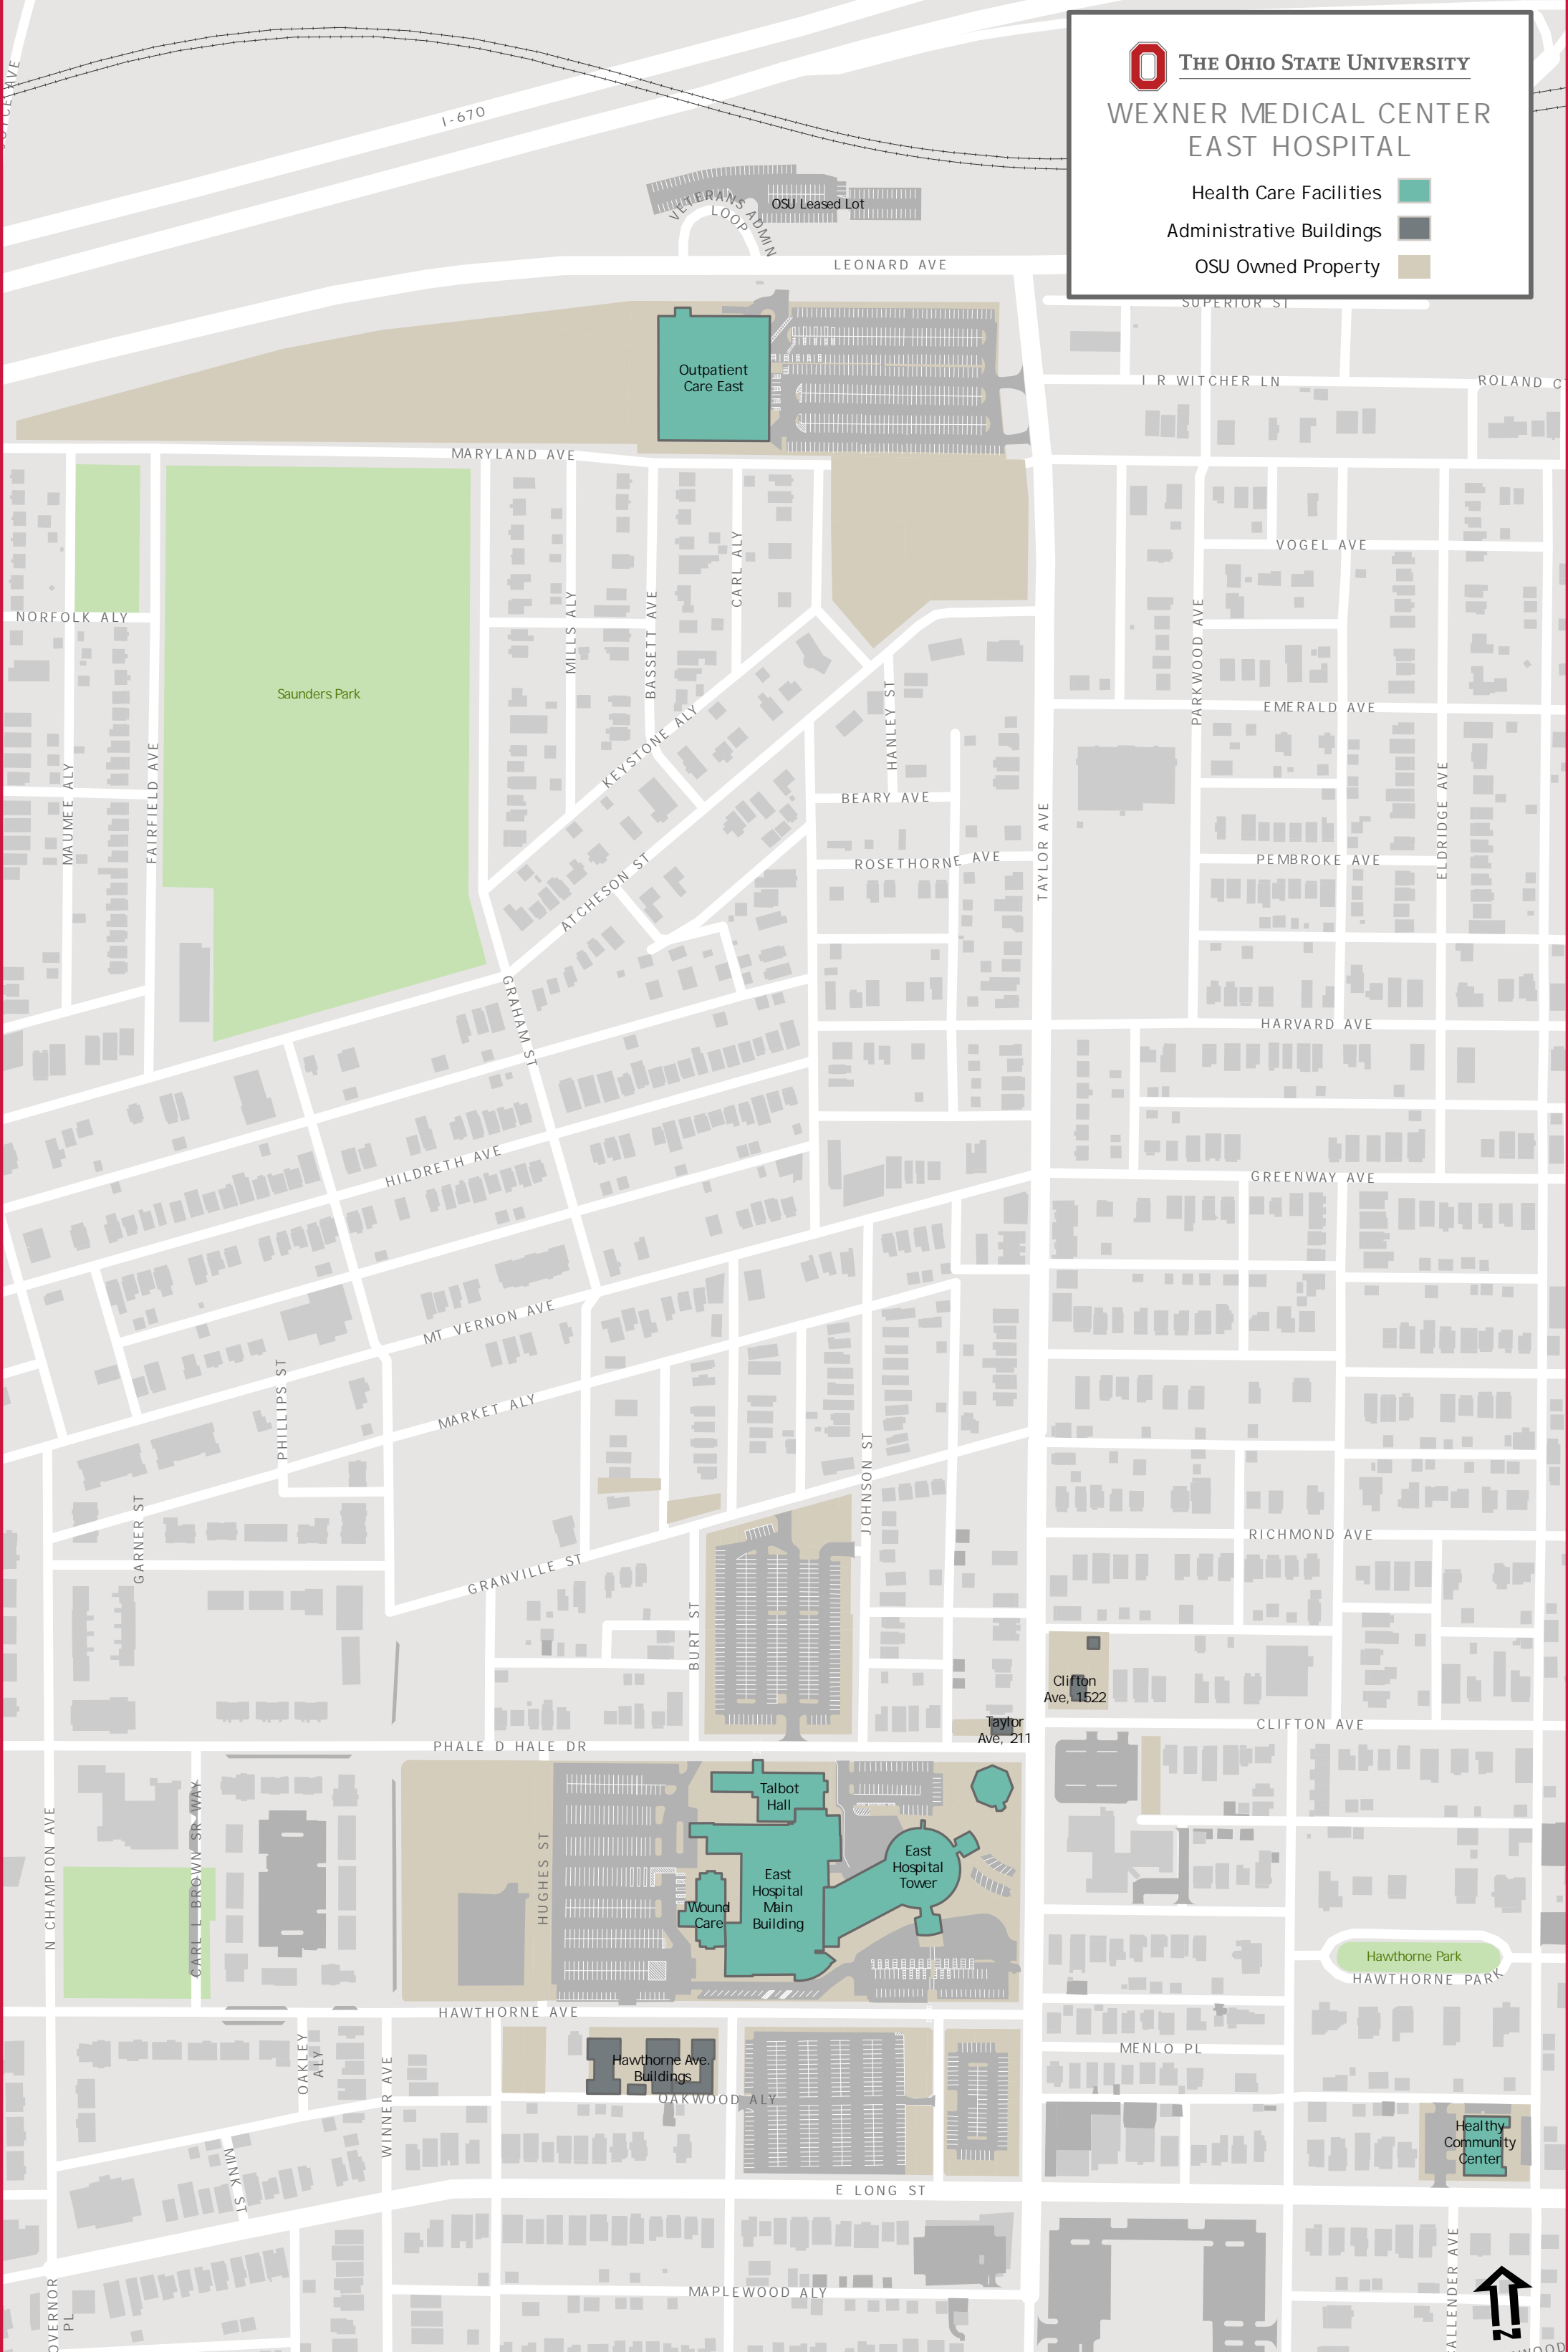 THE OHIO STATE UNIVERSITY
WEXNER MEDICAL CENTER
EAST HOSPITAL
Health Care Facilities
Administrative Buildings
OSU Owned Property
I-670
VETERANS ADMIN
LOOP
OSU Leased Lot
LEONARD AVE
SUPERIOR ST
Outpatient
Care East
I R WITCHER LN
ROLAND C
MARYLAND AVE
VOGEL AVE
CARL ALY
NORFOLK ALY
MILLS ALY
BASSETT AVE
PARKWOOD AVE
Saunders Park
HANLEY ST
EMERALD AVE
KEYSTONE ALY
MAUMEE ALY
FAIRFIELD AVE
BEARY AVE
ELDRIDGE AVE
TAYLOR AVE
ROSETHORNE AVE
PEMBROKE AVE
ATCHESON ST
GRAHAM ST
HARVARD AVE
HILDRETH AVE
GREENWAY AVE
MT VERNON AVE
PHILLIPS ST
MARKET ALY
JOHNSON ST
GARNER ST
RICHMOND AVE
GRANVILLE ST
BURT ST
Clifton
Ave, 1522
Taylor
Ave, 211
CLIFTON AVE
PHALE D HALE DR
Talbot
Hall
N CHAMPION AVE
CARL L BROWN SR WAY
HUGHES ST
East
Hospital
Tower
East
Hospital
Main
Building
Wound
Care
Hawthorne Park
HAWTHORNE PARK
HAWTHORNE AVE
MENLO PL
OAKLEY
ALY
WINNER AVE
Hawthorne Ave.
Buildings
OAKWOOD ALY
Healthy
Community
Center
MINK ST
E LONG ST
MAPLEWOOD ALY
OVERNOR
PL
ALLENDER AVE
N